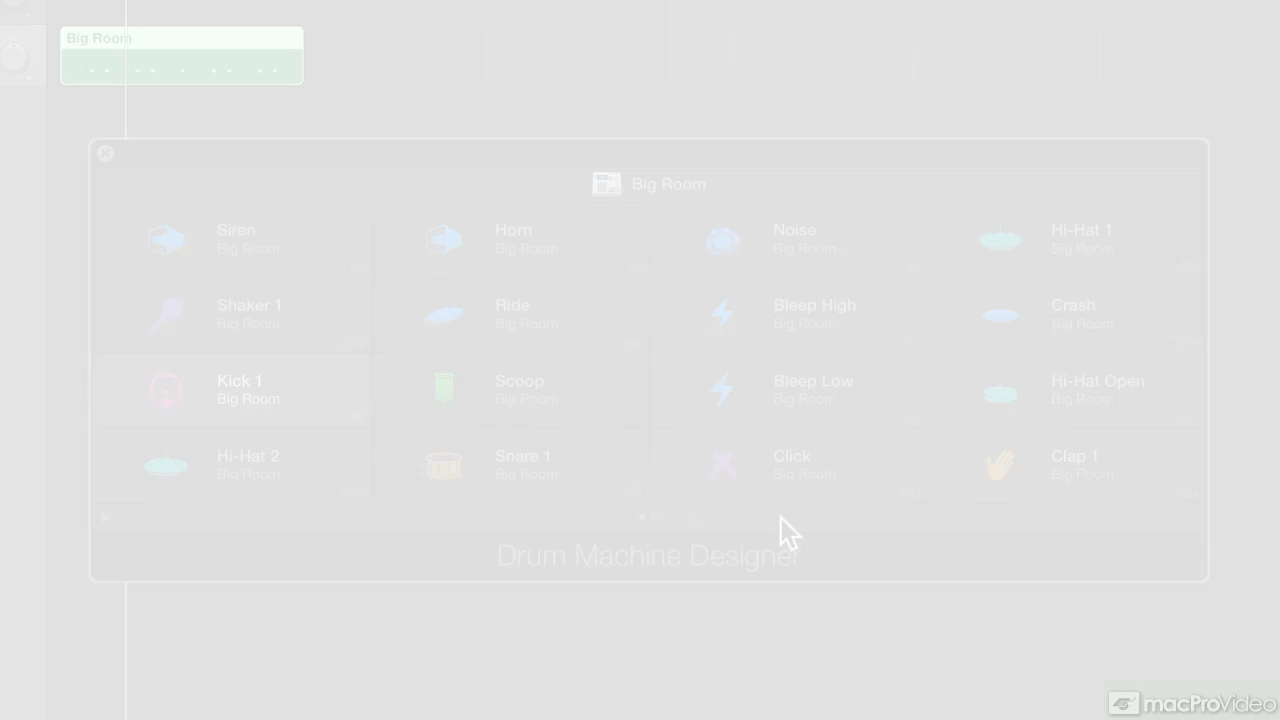 Big Room
Big Room
Siren
Big Room
Horn
Big Room
Noise
Big Room
Hi-Hat 1
Big Room
Shaker 1
Big Room
Ride
Big Room
Bleep High
Big Room
Crash
Big Room
Kick 1
Big Room
Scoop
Big Room
Bleep Low
Big Room
Hi-Hat Open
Big Room
Hi-Hat 2
Big Room
Snare 1
Big Room
Click
Big Room
Clap 1
Big Room
Drum Machine Designer
macProVideo